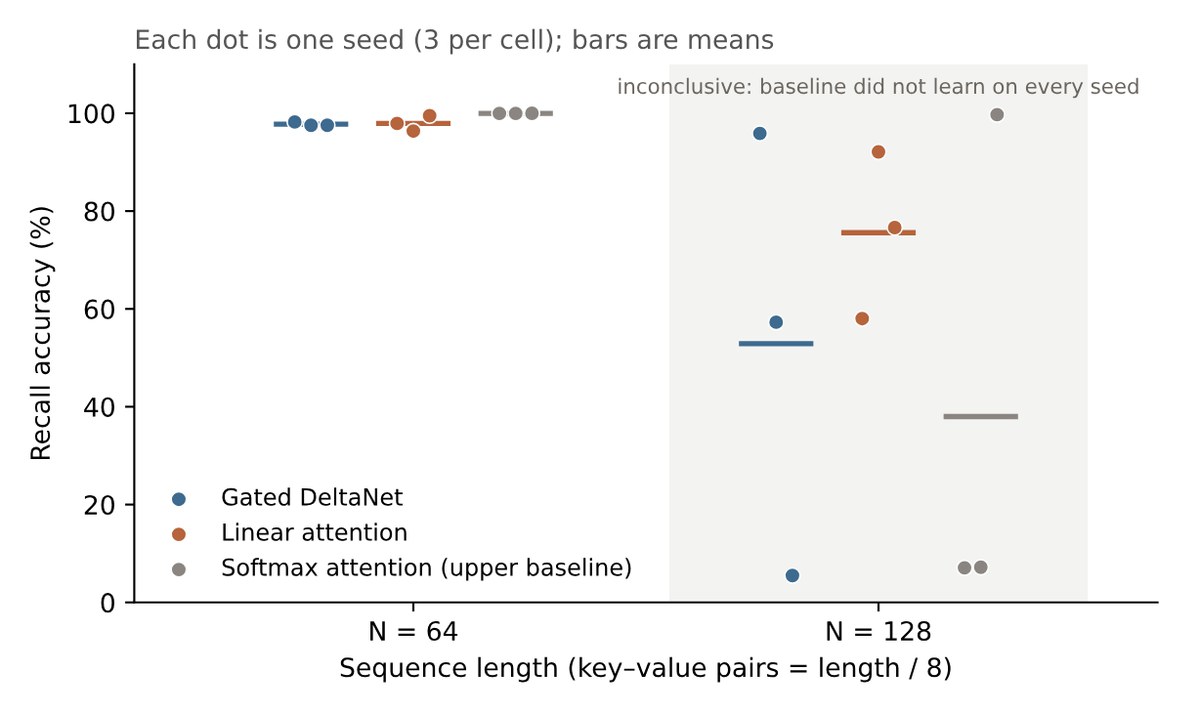 Each dot is one seed (3 per cell); bars are means
inconclusive: baseline did not learn on every seed
100
80
60
40
20
0
Recall accuracy (%)
Gated DeltaNet
Linear attention
Softmax attention (upper baseline)
N = 64
N = 128
Sequence length (key–value pairs = length / 8)